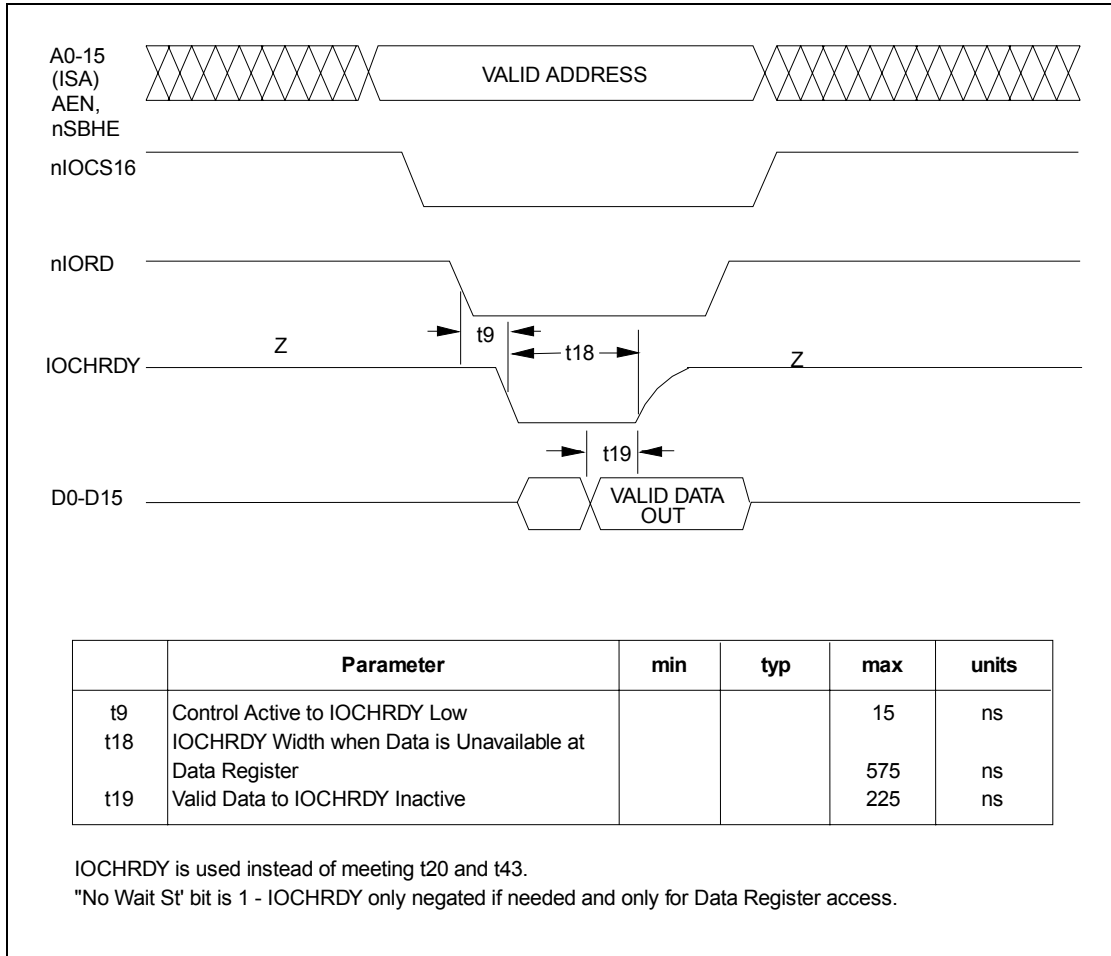 A0-15
(ISA)
AEN,
nSBHE
VALID ADDRESS
nIOCS16
nIORD
t9
Z
t18
Z
IOCHRDY
t19
D0-D15
VALID DATA
OUT
Parameter min typ max units
t9 Control Active to IOCHRDY Low 15 ns
t18 IOCHRDY Width when Data is Unavailable at
Data Register 575 ns
t19 Valid Data to IOCHRDY Inactive 225 ns
IOCHRDY is used instead of meeting t20 and t43.
"No Wait St' bit is 1 - IOCHRDY only negated if needed and only for Data Register access.